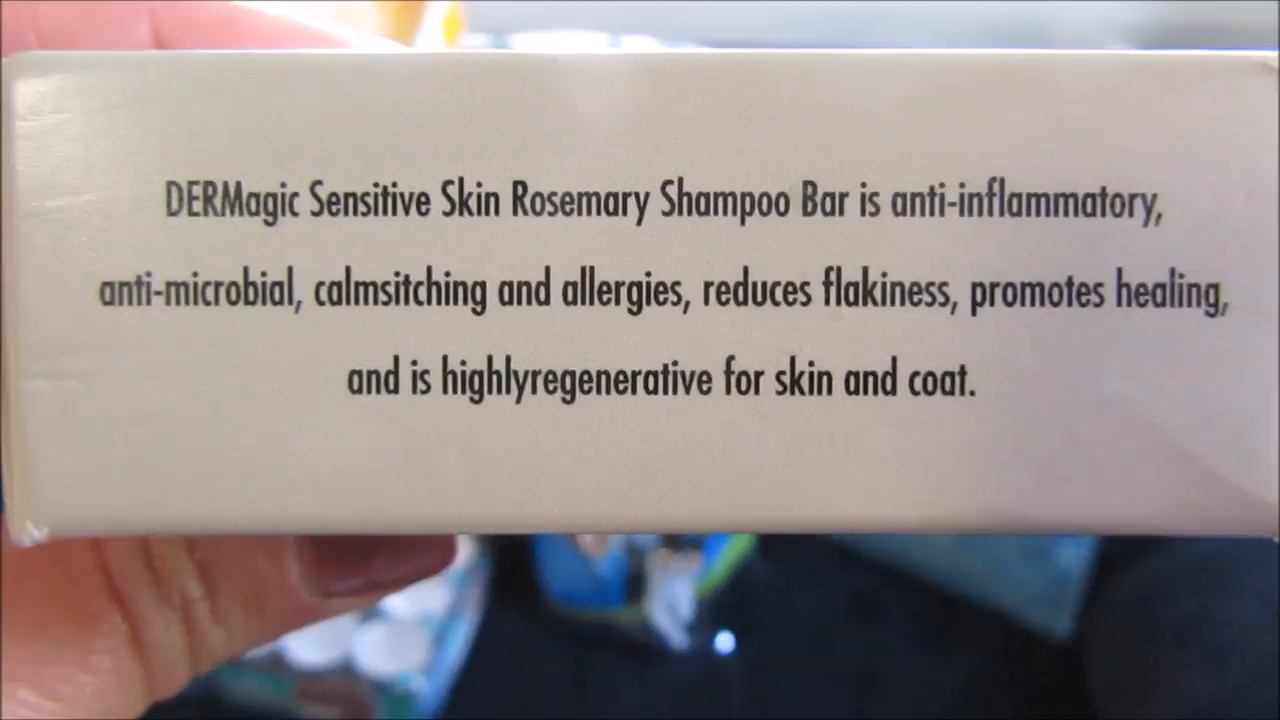 DERMagic Sensitive Skin Rosemary Shampoo Bar is anti-inflammatory,
anti-microbial, calmsitching and allergies, reduces flakiness, promotes healing,
and is highlyregenerative for skin and coat.